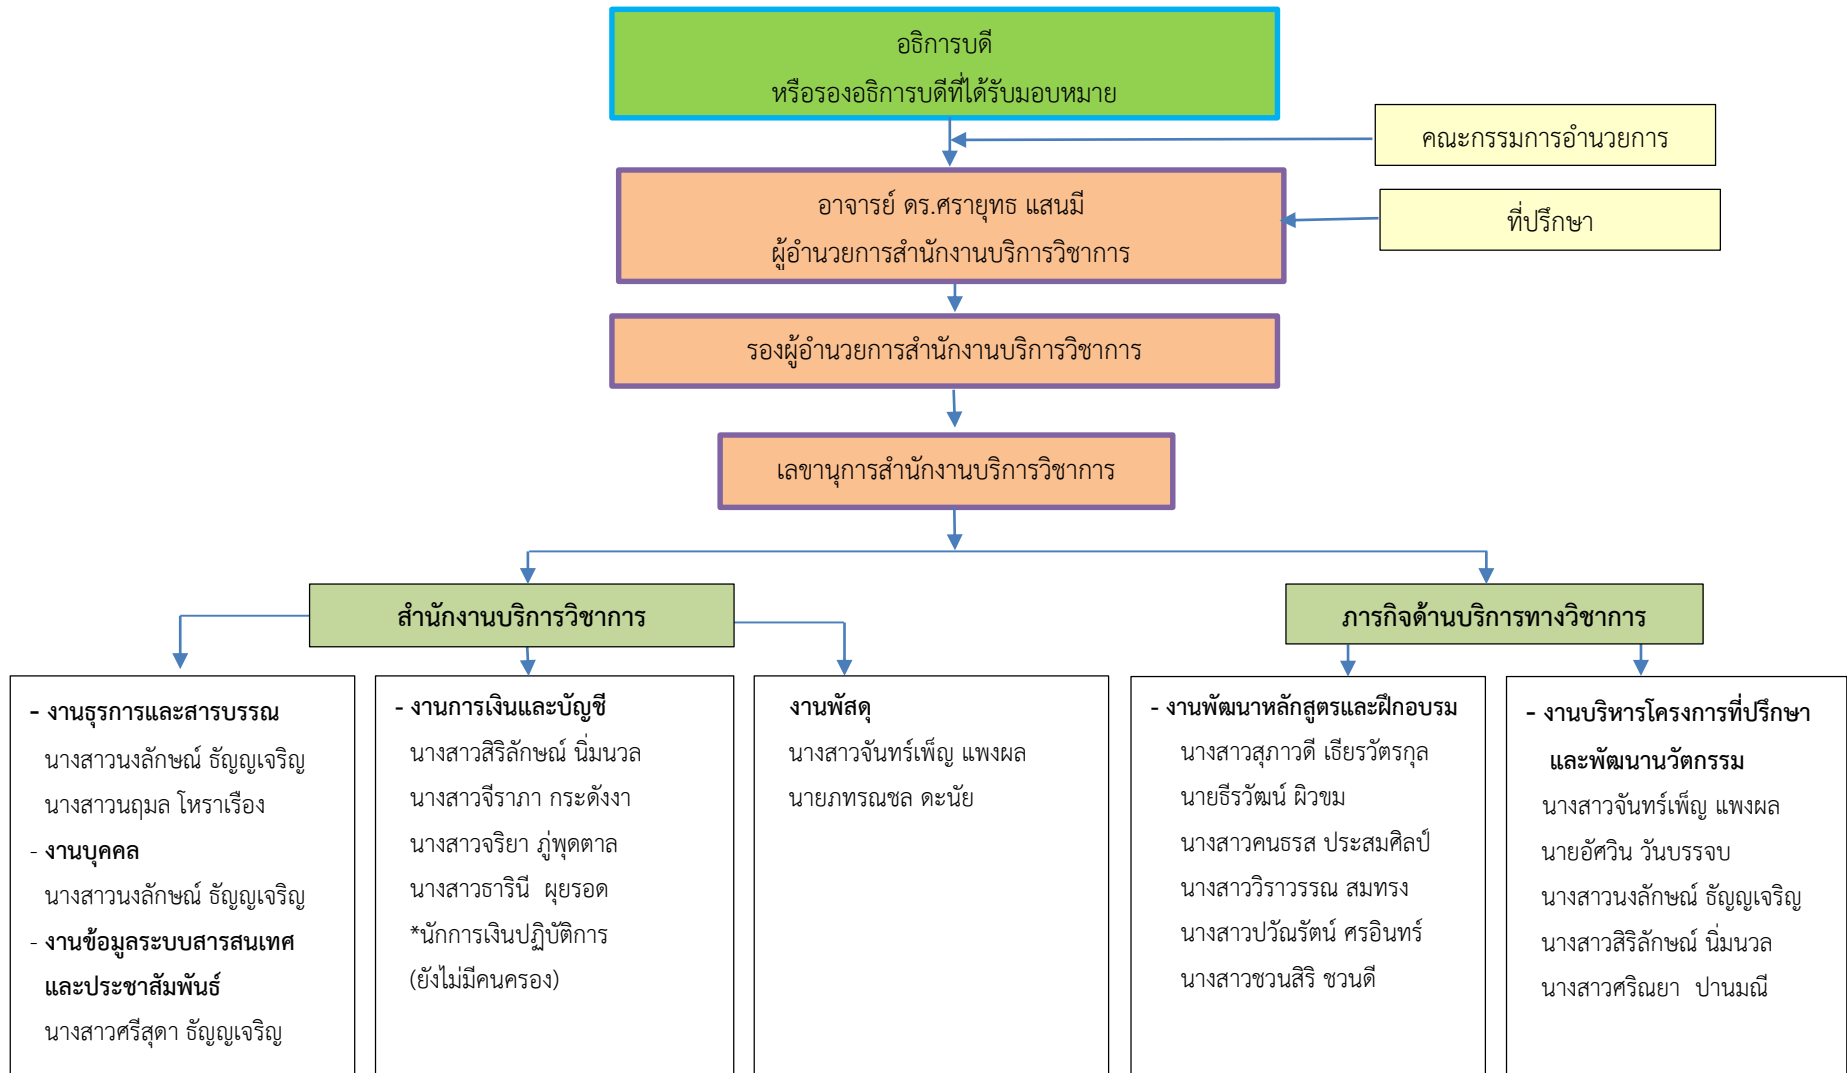 อธิการบดี
หรือรองอธิการบดีที่ได้รับมอบหมาย
คณะกรรมการอำนวยการ
อาจารย์ ดร.ศรายุทธ แสนมี
ผู้อำนวยการสำนักงานบริการวิชาการ
ที่ปรึกษา
รองผู้อำนวยการสำนักงานบริการวิชาการ
เลขานุการสำนักงานบริการวิชาการ
สำนักงานบริการวิชาการ
ภารกิจด้านบริการทางวิชาการ
- งานธุรการและสารบรรณ
นางสาวนงลักษณ์ ธัญญเจริญ
นางสาวนฤมล โหราเรือง
- งานบุคคล
นางสาวนงลักษณ์ ธัญญเจริญ
- งานข้อมูลระบบสารสนเทศ
และประชาสัมพันธ์
นางสาวศรีสุดา ธัญญเจริญ
- งานการเงินและบัญชี
นางสาวสิริลักษณ์ นิ่มนวล
นางสาวจีราภา กระดังงา
นางสาวจริยา ภู่พุดตาล
นางสาวธารินี ผุยรอด
*นักการเงินปฏิบัติการ
(ยังไม่มีคนครอง)
งานพัสดุ
นางสาวจันทร์เพ็ญ แพงผล
นายภทรณชล ดะนัย
- งานพัฒนาหลักสูตรและฝึกอบรม
นางสาวสุภาวดี เธียรวัตรกุล
นายธีรวัฒน์ ผิวขม
นางสาวคนธรส ประสมศิลป์
นางสาววิราวรรณ สมทรง
นางสาวปวัณรัตน์ ศรอินทร์
นางสาวชวนสิริ ชวนดี
- งานบริหารโครงการที่ปรึกษา
และพัฒนานวัตกรรม
นางสาวจันทร์เพ็ญ แพงผล
นายอัศวิน วันบรรจบ
นางสาวนงลักษณ์ ธัญญเจริญ
นางสาวสิริลักษณ์ นิ่มนวล
นางสาวศริณยา ปานมณี